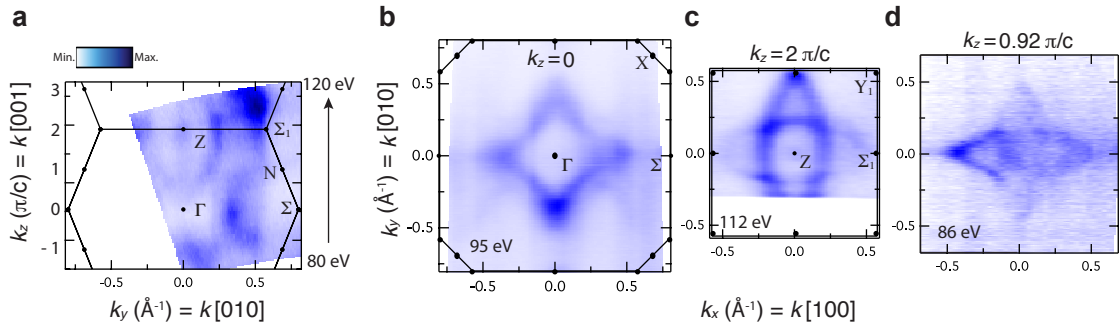 a
Min. Max.
120 eV
80 eV
3
2
1
0
-1
Z
Σ₁
N
Γ
Σ
-0.5 0.0 0.5
k_z (π/c) = k [001]
k_y (Å⁻¹) = k [010]
b
k_z = 0
X
Γ
Σ
95 eV
0.5
0.0
-0.5
-0.5 0.0 0.5
k_y (Å⁻¹) = k [010]
c
k_z = 2 π/c
Y₁
Z
Σ₁
112 eV
0.5
0.0
-0.5
-0.5 0.0 0.5
k_x (Å⁻¹) = k [100]
d
k_z = 0.92 π/c
86 eV
0.5
0.0
-0.5
-0.5 0.0 0.5